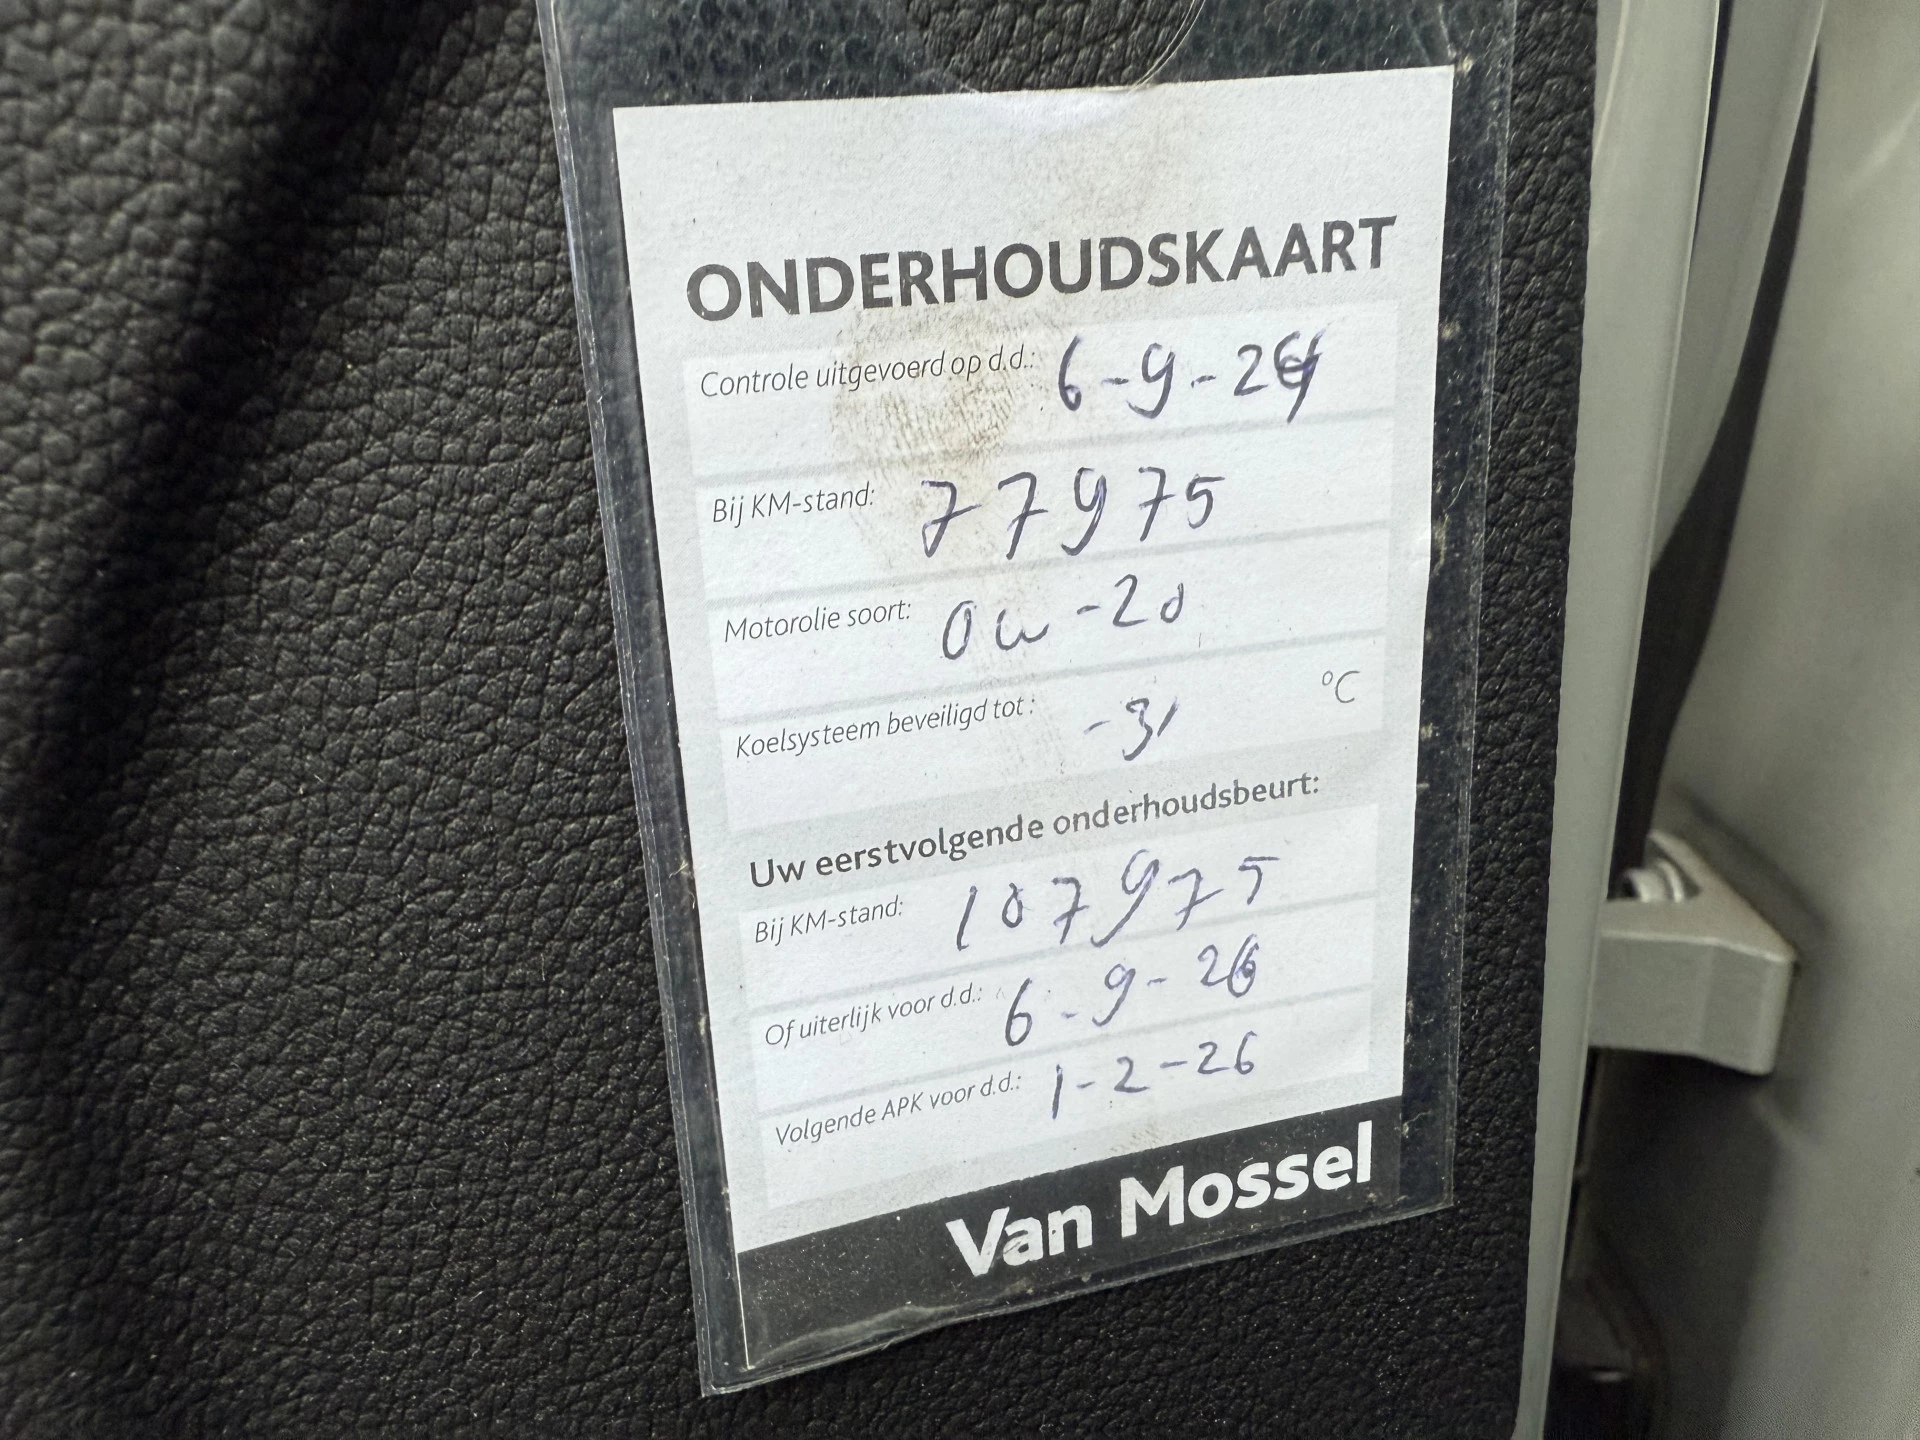 ONDERHOUDSKAART
Controle uitgevoerd op d.d.: 6-9-24
Bij KM-stand: 77975
Motorolie soort: 0w-20
Koelsysteem beveiligd tot: -31 °C
Uw eerstvolgende onderhoudsbeurt:
Bij KM-stand: 107975
Of uiterlijk voor d.d.: 6-9-26
Volgende APK voor d.d.: 1-2-26
Van Mossel